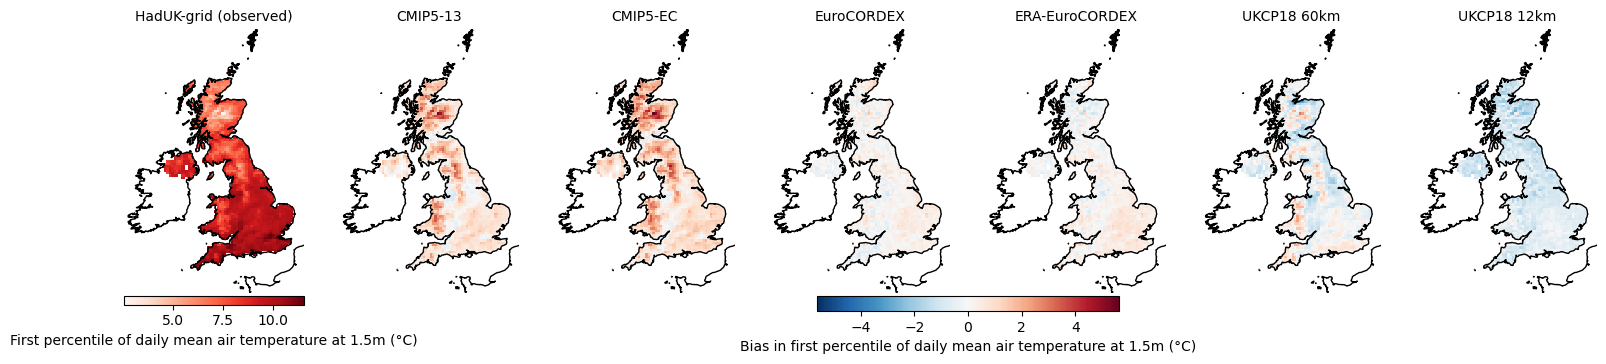 HadUK-grid (observed)
CMIP5-13
CMIP5-EC
EuroCORDEX
ERA-EuroCORDEX
UKCP18 60km
UKCP18 12km
5.0 7.5 10.0
First percentile of daily mean air temperature at 1.5m (°C)
−4 −2 0 2 4
Bias in first percentile of daily mean air temperature at 1.5m (°C)